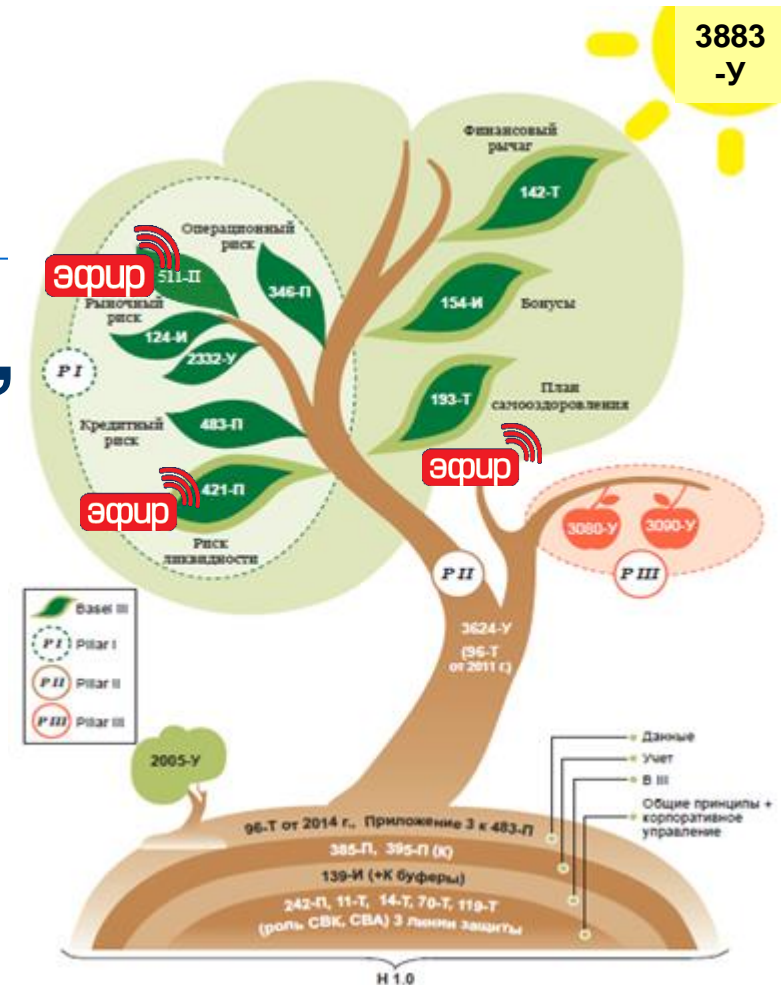 3883
-У
Финансовый
рычаг
142-Т
Операционный
риск
эфир
511-П
346-П
Рыночный
риск
124-И
2332-У
154-И
Бонусы
P I
193-Т
План
самооздоровления
Кредитный
риск
483-П
эфир
421-П
эфир
Риск
ликвидности
3080-У
3090-У
P II
P III
Basel III
P I Pillar I
P II Pillar II
P III Pillar III
3624-У
(96-Т
от 2011 г.)
2005-У
Данные
Учет
В III
Общие принципы +
корпоративное
управление
96-Т от 2014 г., Приложение 3 к 483-П
385-П, 395-П (К)
139-И (+К буферы)
242-П, 11-Т, 14-Т, 70-Т, 119-Т
(роль СВК, СВА) 3 линии защиты
Н 1.0